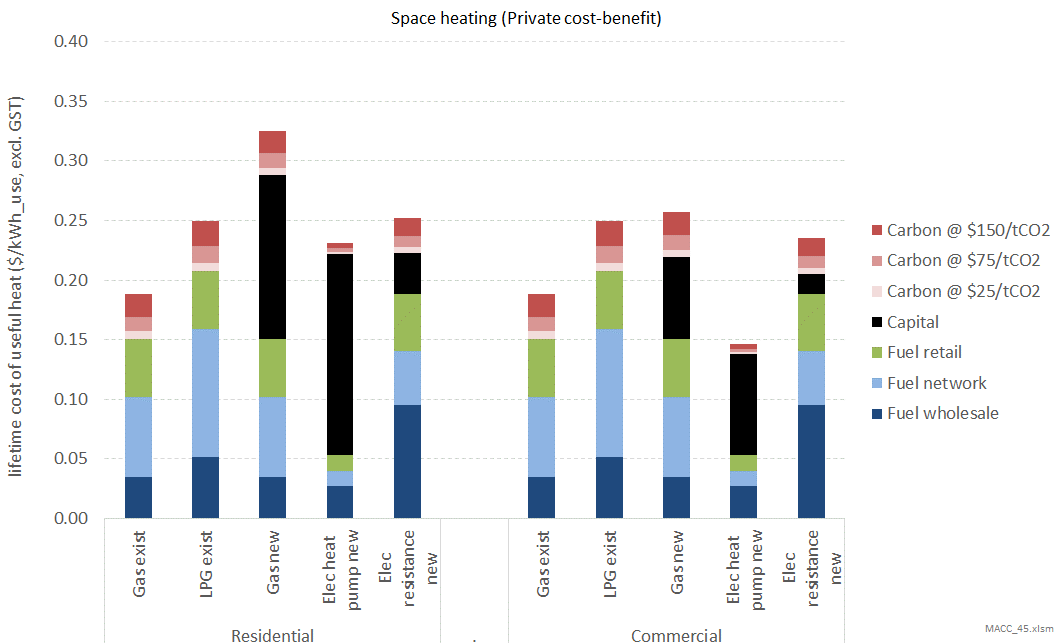 Space heating (Private cost-benefit)
lifetime cost of useful heat ($/kWh_use, excl. GST)
0.40
0.35
0.30
0.25
0.20
0.15
0.10
0.05
0.00
Gas exist
LPG exist
Gas new
Elec heat
pump new
Elec
resistance
new
Gas exist
LPG exist
Gas new
Elec heat
pump new
Elec
resistance
new
Residential
.
Commercial
Carbon @ $150/tCO2
Carbon @ $75/tCO2
Carbon @ $25/tCO2
Capital
Fuel retail
Fuel network
Fuel wholesale
MACC_45.xlsm